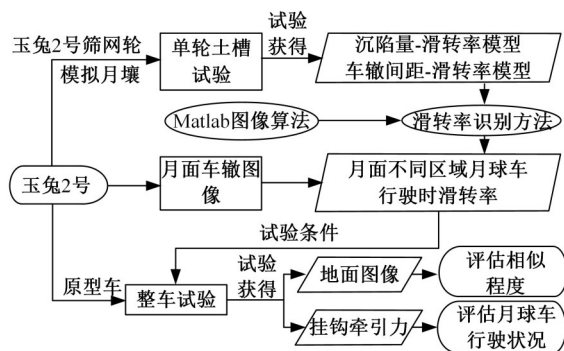 玉兔2号筛网轮
模拟月壤
单轮土槽
试验
试验
获得
沉陷量-滑转率模型
车辙间距-滑转率模型
Matlab图像算法
滑转率识别方法
玉兔2号
月面车辙图
像
月面不同区域月球车
行驶时滑转率
试验条件
原型车
整车试验
试验
获得
地面图像
评估相似
程度
挂钩牵引力
评估月球车
行驶状况